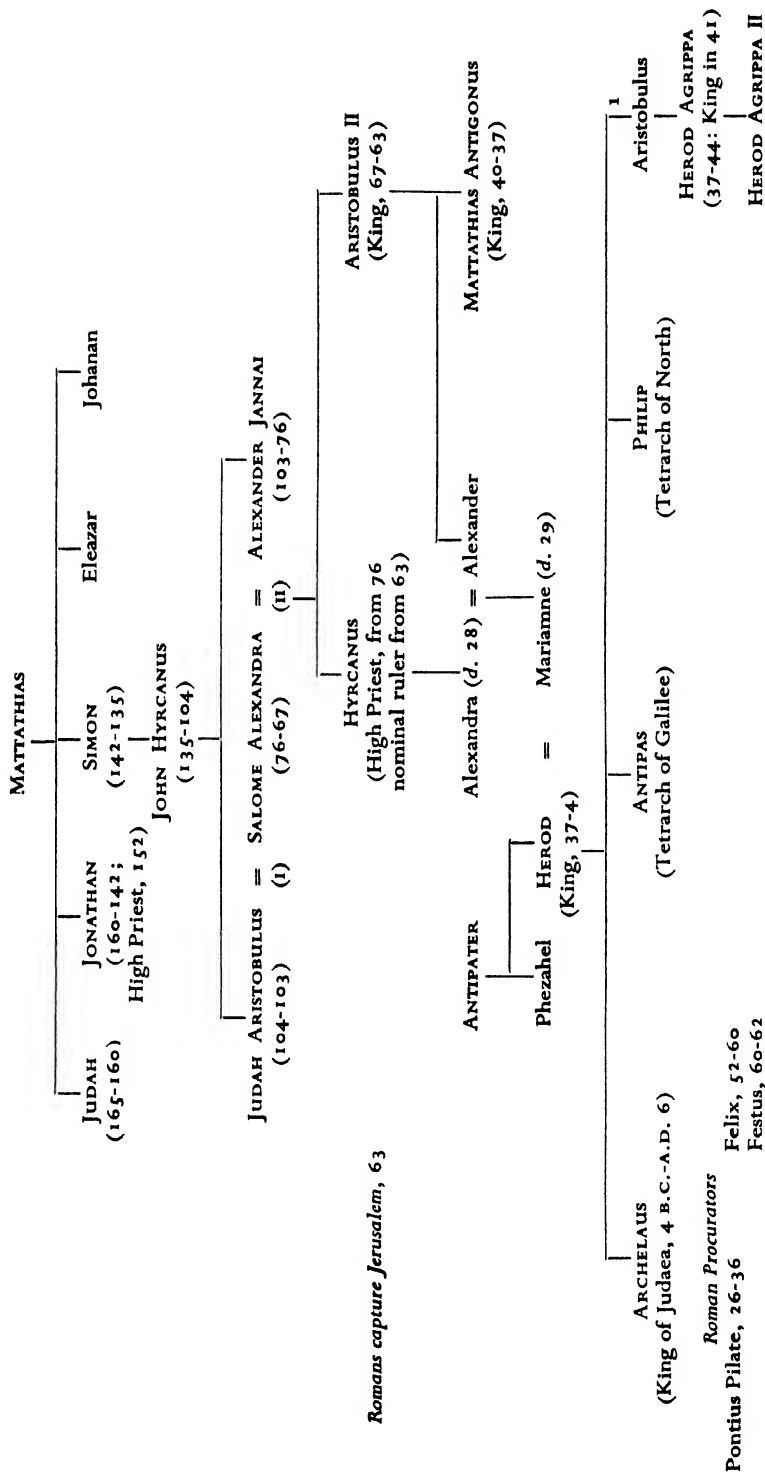 MATTATHIAS
JUDAH
(165-160)
JONATHAN
(160-142;
High Priest, 152)
SIMON
(142-135)
Eleazar
Johanan
JOHN HYRCANUS
(135-104)
JUDAH ARISTOBULUS = SALOME ALEXANDRA = ALEXANDER JANNAI
(104-103) (I) (76-67) (II) (103-76)
Romans capture Jerusalem, 63
HYRCANUS
(High Priest, from 76
nominal ruler from 63)
ARISTOBULUS II
(King, 67-63)
ANTIPATER
Alexandra (d. 28) = Alexander
MATTATHIAS ANTIGONUS
(King, 40-37)
Phezahel HEROD = Mariamne (d. 29)
(King, 37-4)
1
ARCHELAUS
(King of Judaea, 4 B.C.-A.D. 6)
ANTIPAS
(Tetrarch of Galilee)
PHILIP
(Tetrarch of North)
Aristobulus
HEROD AGRIPPA
(37-44: King in 41)
HEROD AGRIPPA II
Roman Procurators
Pontius Pilate, 26-36
Felix, 52-60
Festus, 60-62